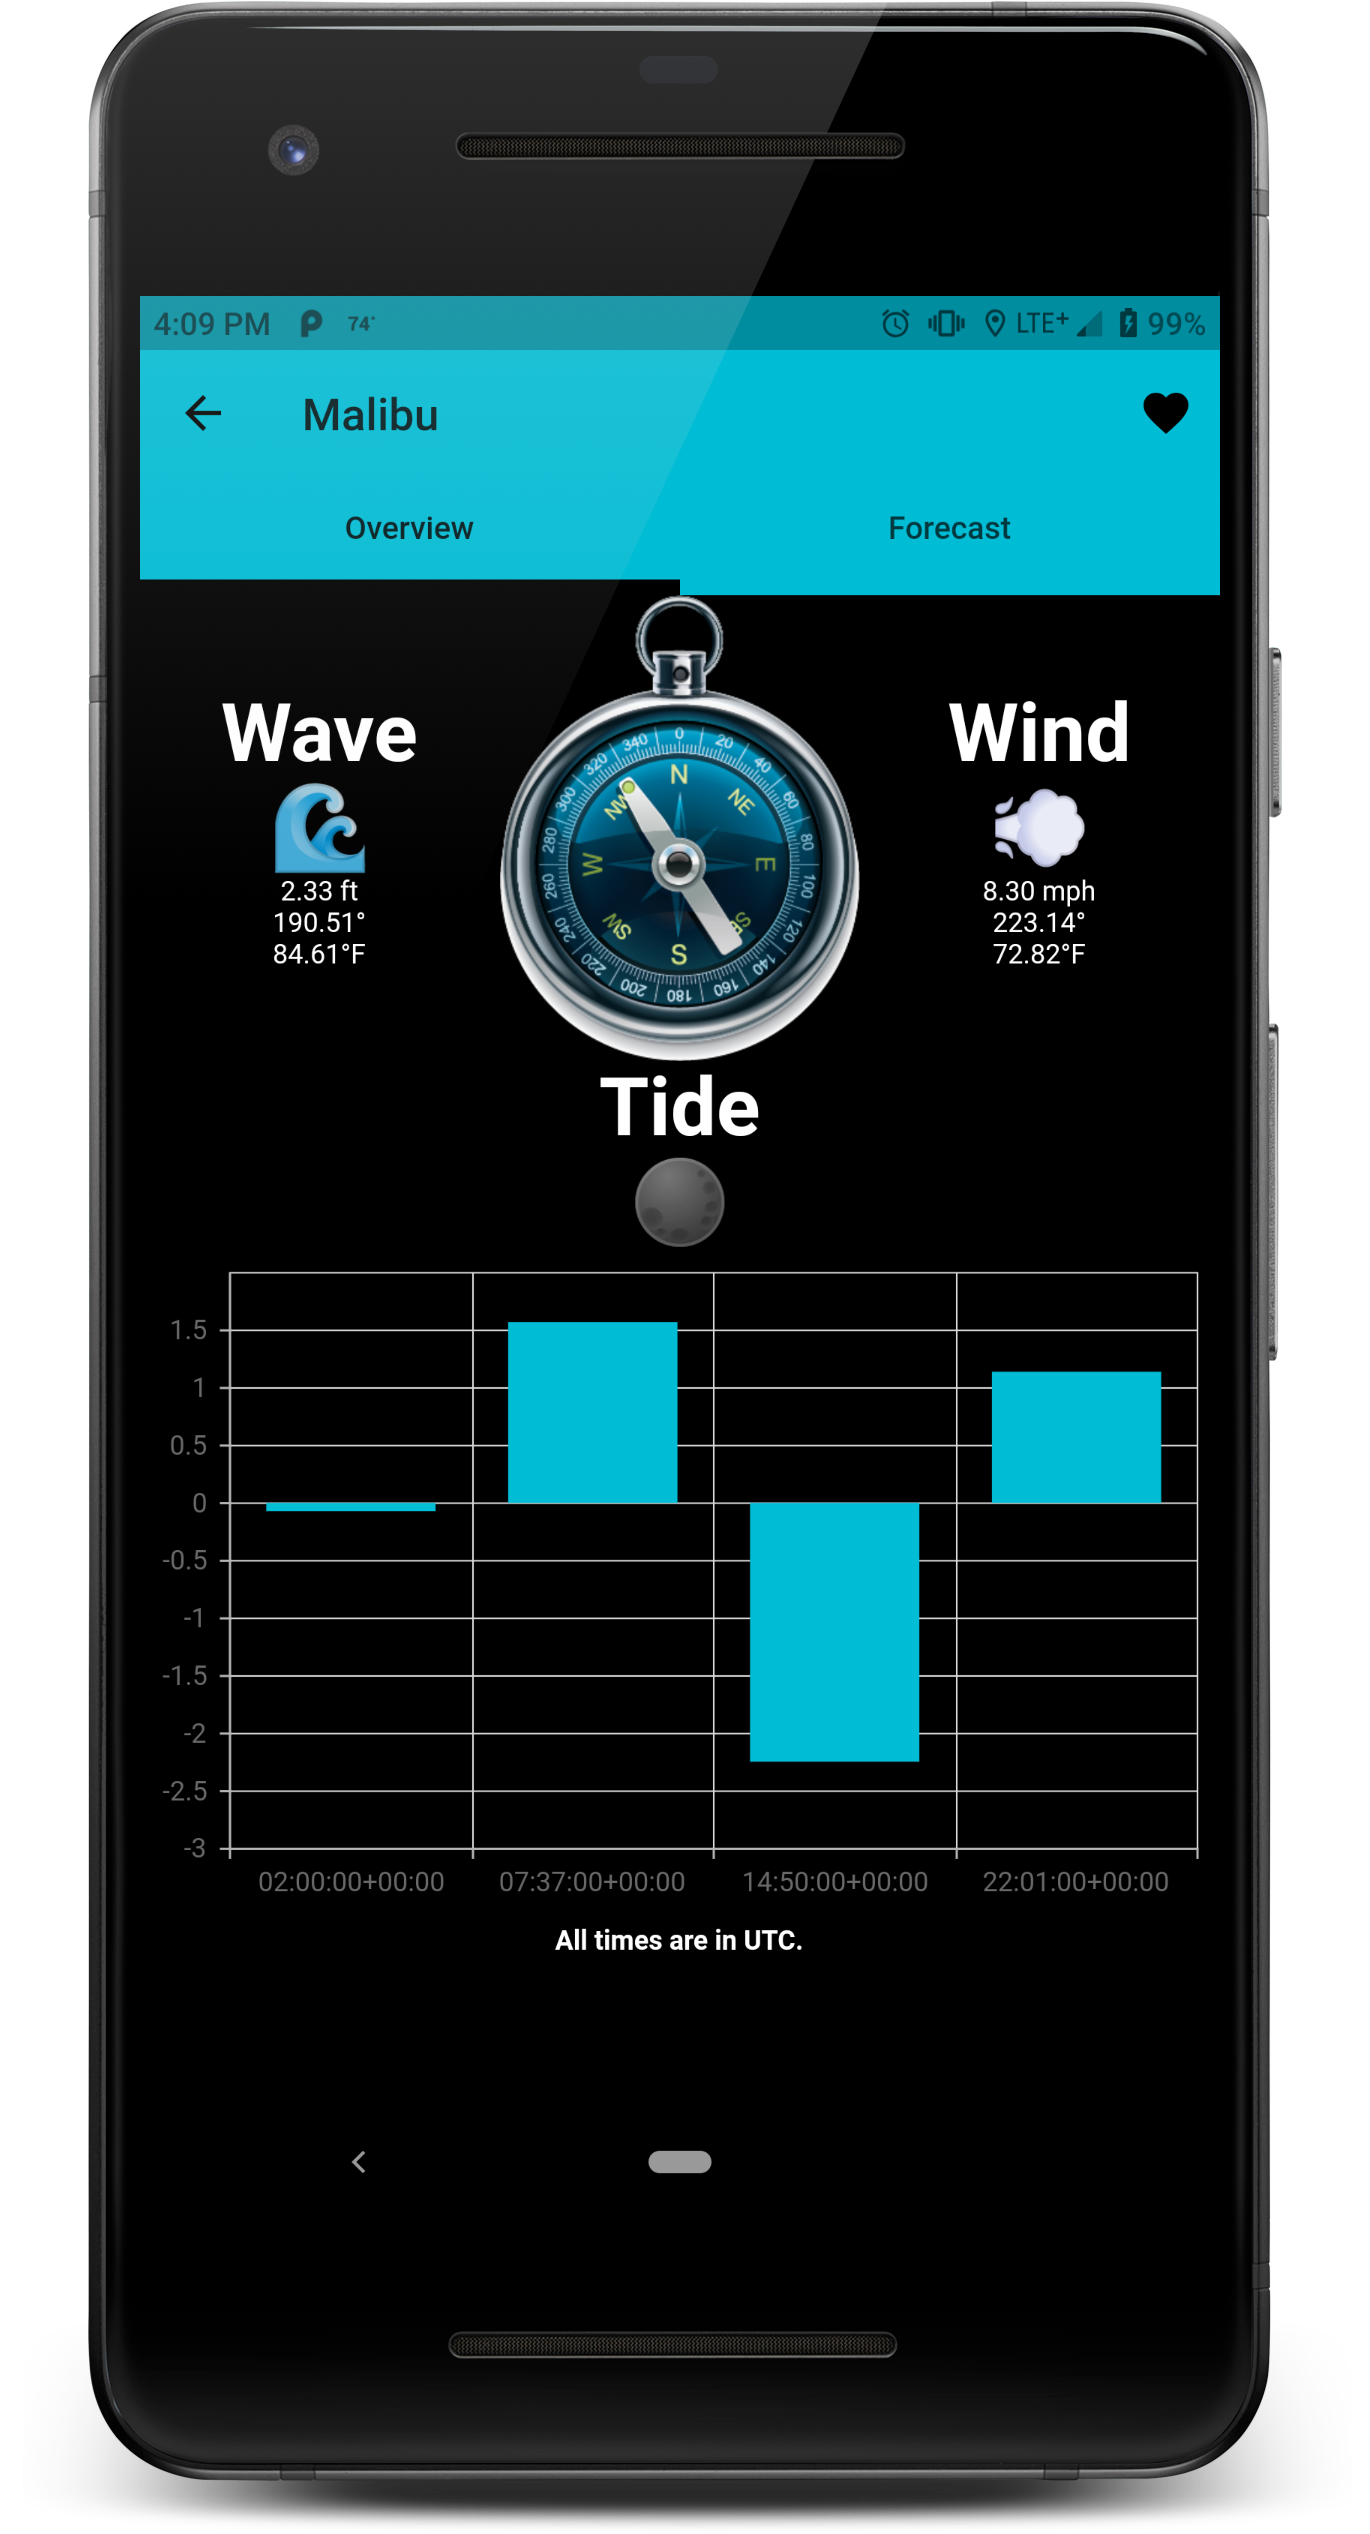 4:09 PM 74° LTE+ 99%
Malibu
Overview Forecast
Wave
2.33 ft
190.51°
84.61°F
0 20 40 60 80 100 120 140 160 180 200 220 240 260 280 300 320 340
N NE E SE S SW W NW
Wind
8.30 mph
223.14°
72.82°F
Tide
1.5
1
0.5
0
-0.5
-1
-1.5
-2
-2.5
-3
02:00:00+00:00 07:37:00+00:00 14:50:00+00:00 22:01:00+00:00
All times are in UTC.